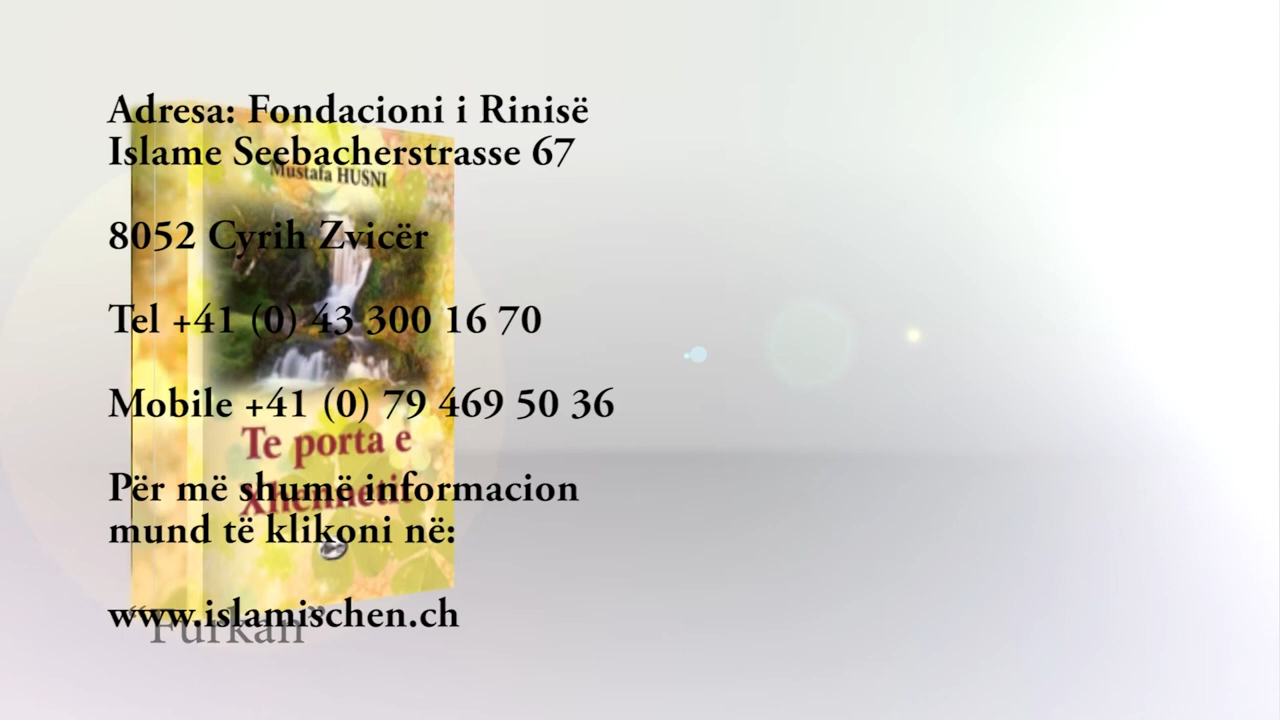 Adresa: Fondacioni i Rinisë
Islame Seebacherstrasse 67
Mustafa HUSNI
8052 Cyrih Zvicër
Tel +41 (0) 43 300 16 70
Mobile +41 (0) 79 469 50 36
Te porta e
Xhennetit
Për më shumë informacion
mund të klikoni në:
www.islamischen.ch
“Furkan”